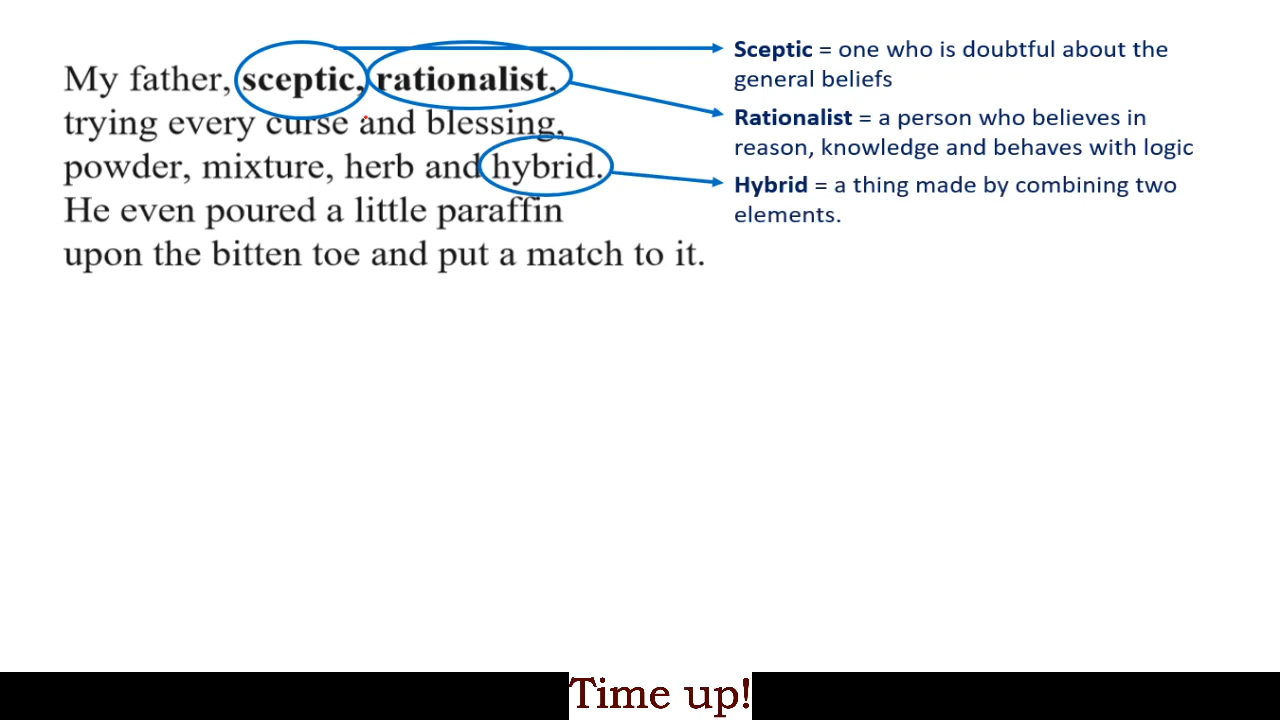 My father, sceptic, rationalist,
trying every curse and blessing,
powder, mixture, herb and hybrid.
He even poured a little paraffin
upon the bitten toe and put a match to it.
Sceptic = one who is doubtful about the
general beliefs
Rationalist = a person who believes in
reason, knowledge and behaves with logic
Hybrid = a thing made by combining two
elements.
Time up!